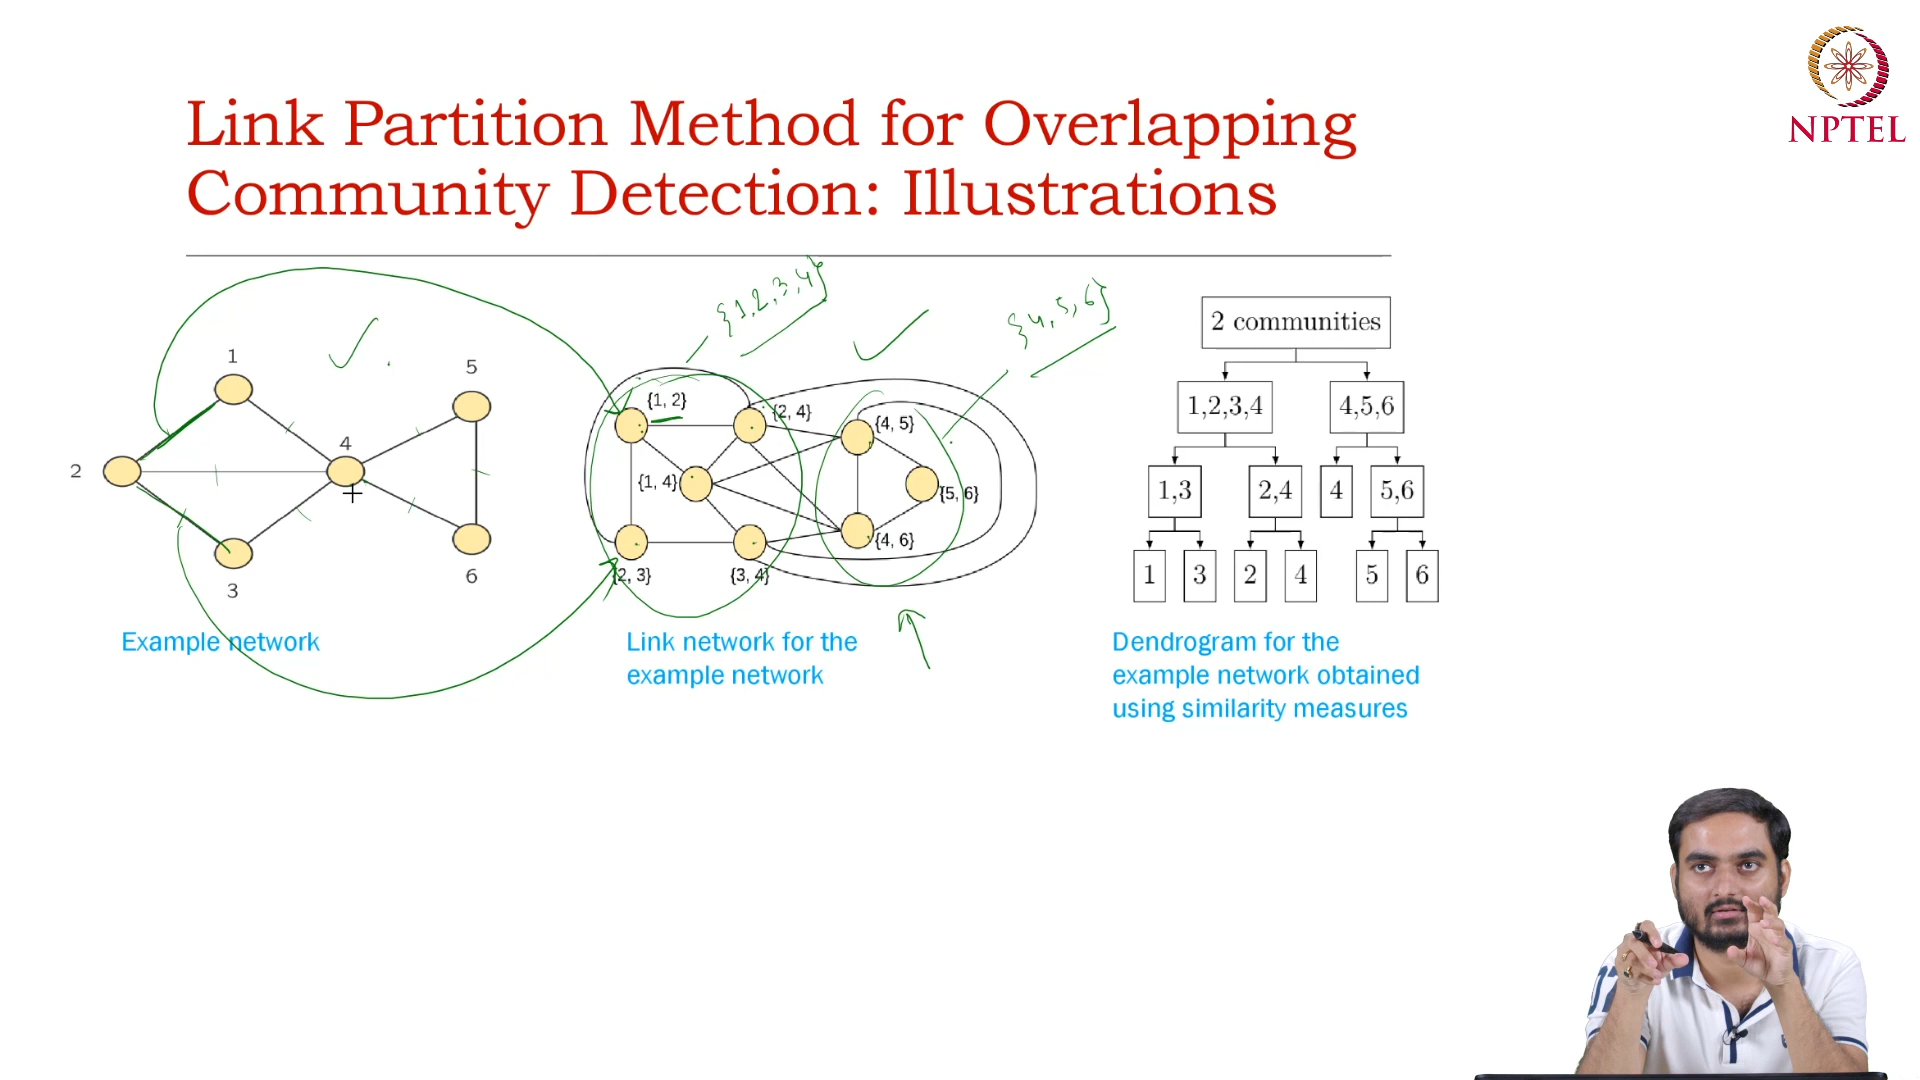 NPTEL
Link Partition Method for Overlapping
Community Detection: Illustrations
{1,2,3,4}
{4,5,6}
1
5
4
2
3
6
{1, 2}
{2, 4}
{4, 5}
{1, 4}
{5, 6}
{4, 6}
{2, 3}
{3, 4}
2 communities
1,2,3,4 4,5,6
1,3 2,4 4 5,6
1 3 2 4 5 6
Example network
Link network for the
example network
Dendrogram for the
example network obtained
using similarity measures